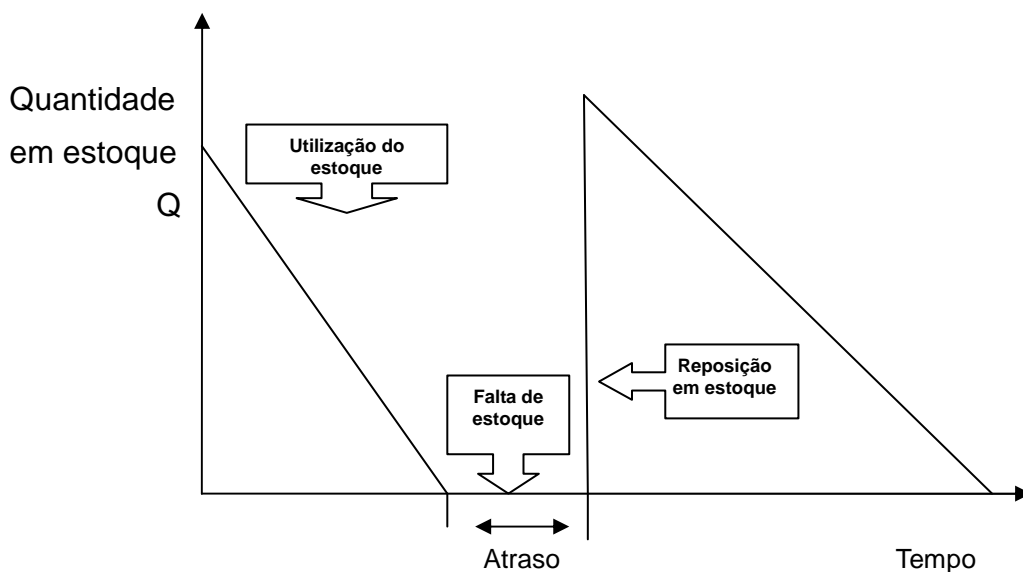 Quantidade
em estoque
Q
Utilização do
estoque
Falta de
estoque
Reposição
em estoque
Atraso
Tempo